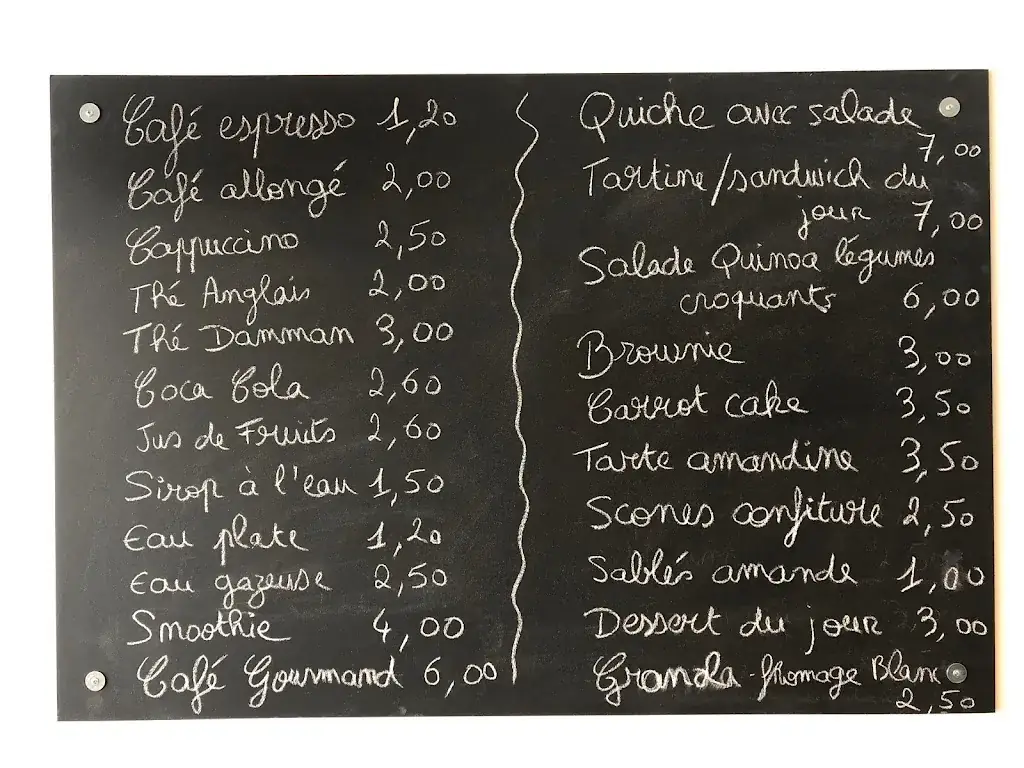 Café espresso 1,20
Café allongé 2,00
Cappuccino 2,50
Thé Anglais 2,00
Thé Damman 3,00
Coca Cola 2,60
Jus de Fruits 2,60
Sirop à l'eau 1,50
Eau plate 1,20
Eau gazeuse 2,50
Smoothie 4,00
Café Gourmand 6,00
Quiche avec salade
7,00
Tartine/sandwich du
jour 7,00
Salade Quinoa légumes
croquants 6,00
Brownie 3,00
Carrot cake 3,50
Tarte amandine 3,50
Scones confiture 2,50
Sablés amande 1,00
Dessert du jour 3,00
Granola - fromage Blanc
2,50